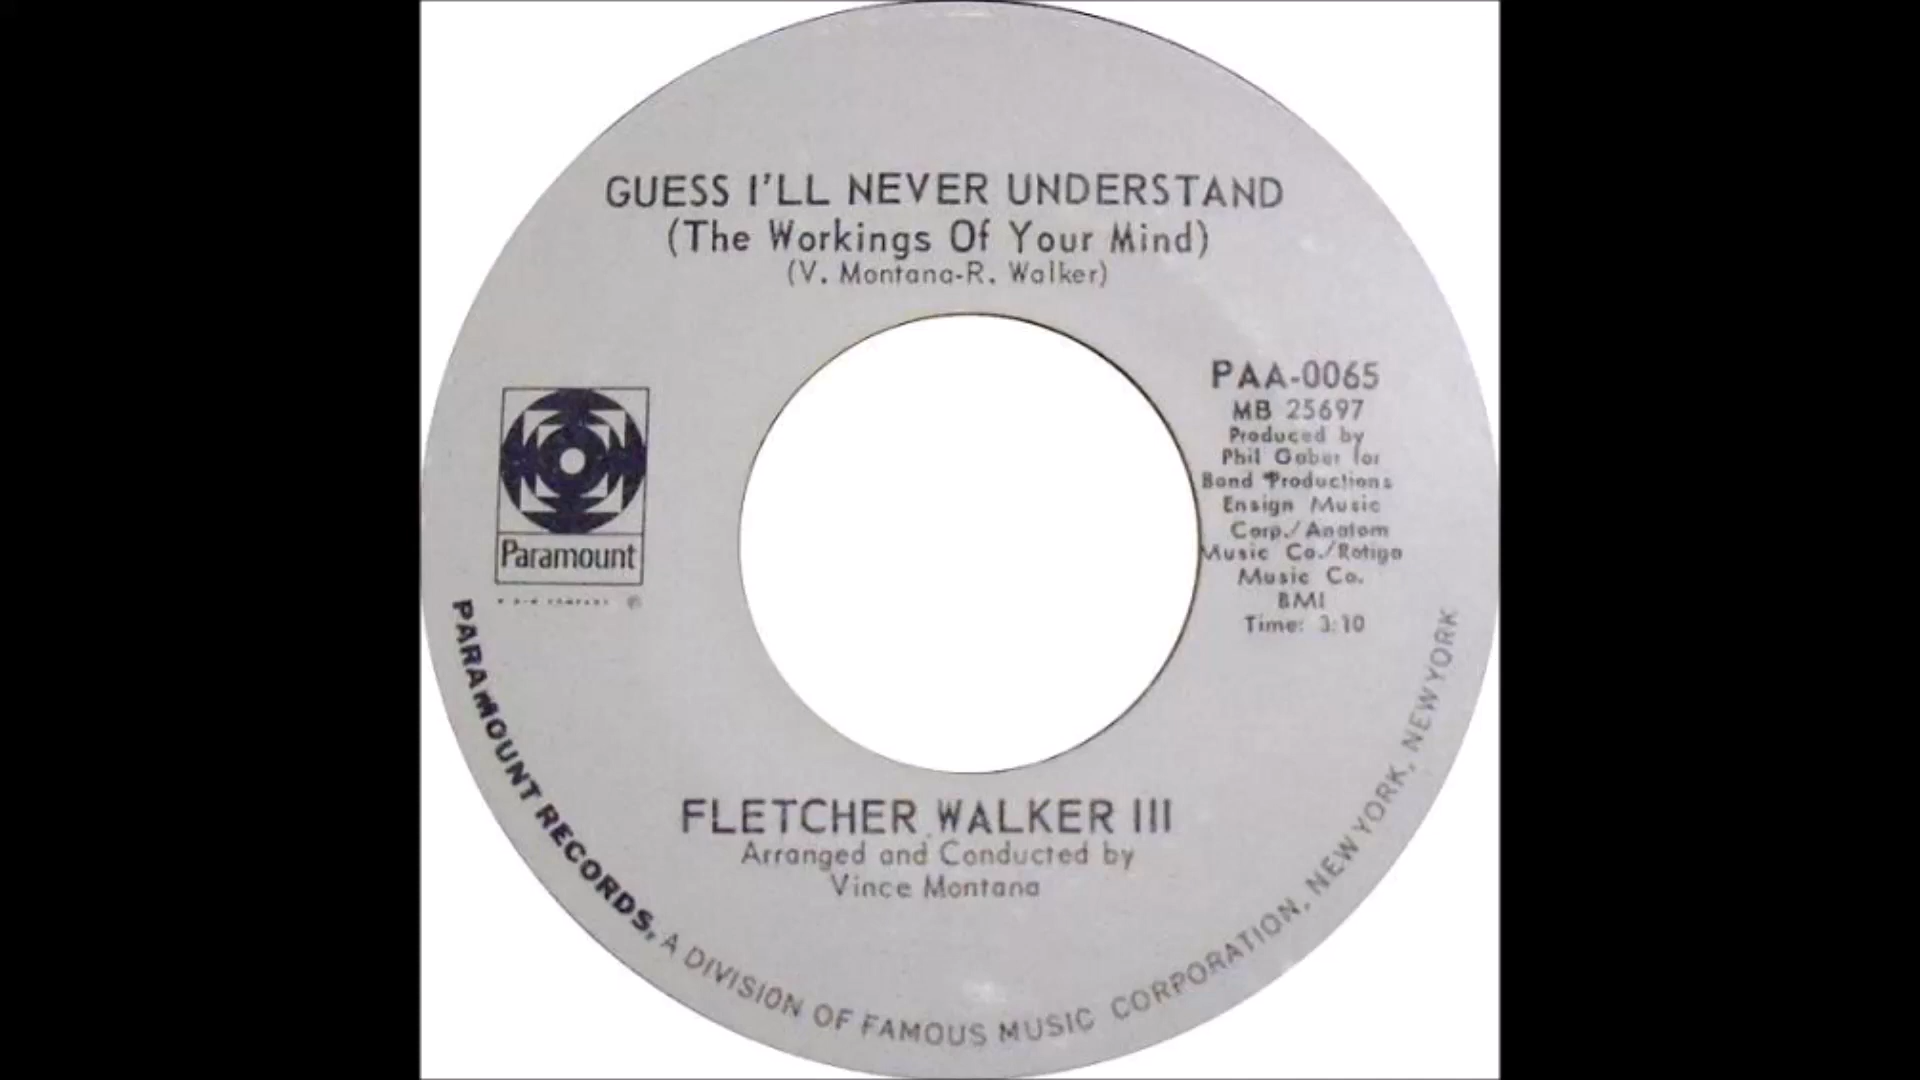 GUESS I'LL NEVER UNDERSTAND
(The Workings Of Your Mind)
(V. Montana-R. Walker)
PAA-0065
MB 25697
Produced by
Phil Gaber for
Bond Productions
Ensign Music
Corp./Anatom
Music Co./Rotigo
Music Co.
BMI
Time: 3:10
Paramount
FLETCHER WALKER III
Arranged and Conducted by
Vince Montana
PARAMOUNT RECORDS, A DIVISION OF FAMOUS MUSIC CORPORATION, NEW YORK, NEW YORK